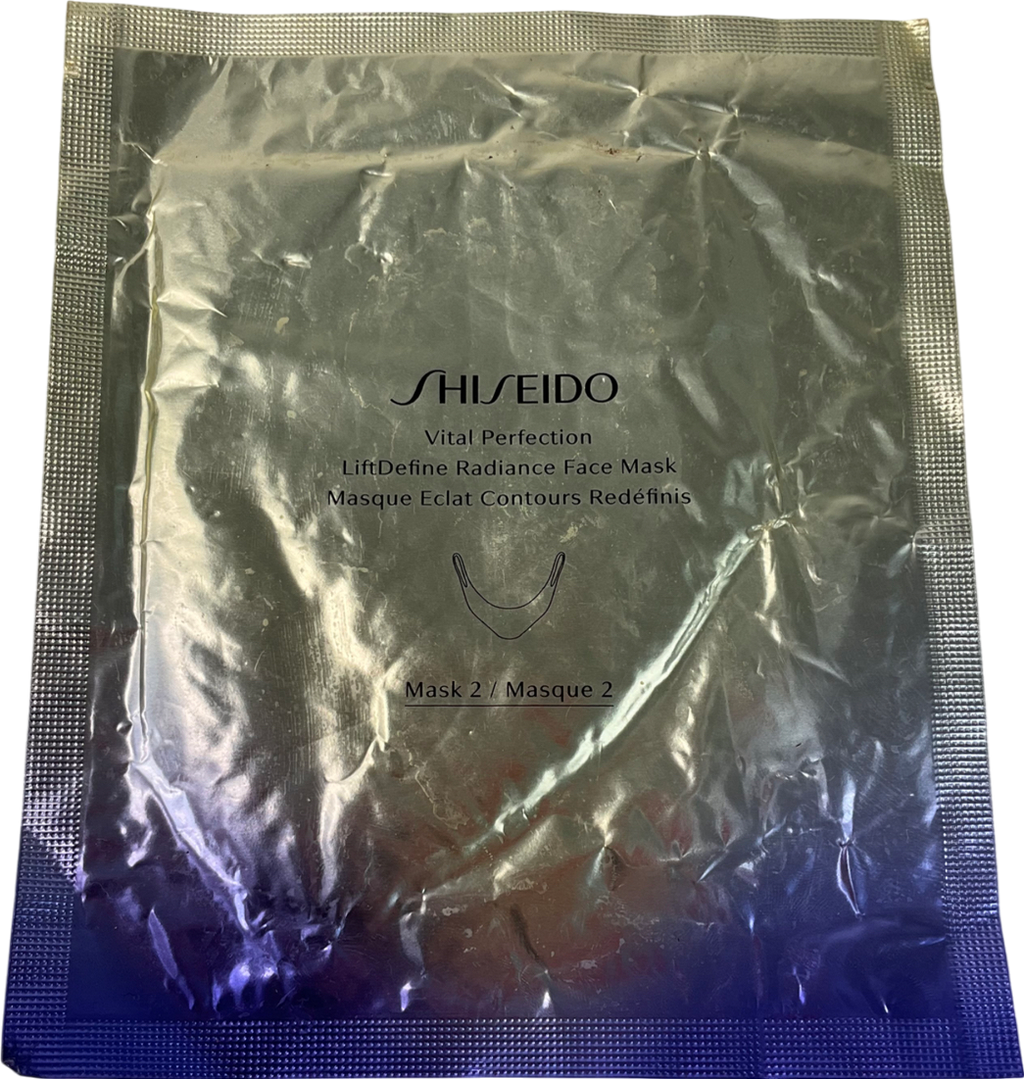 SHISEIDO
Vital Perfection
LiftDefine Radiance Face Mask
Masque Eclat Contours Redéfinis
Mask 2 / Masque 2